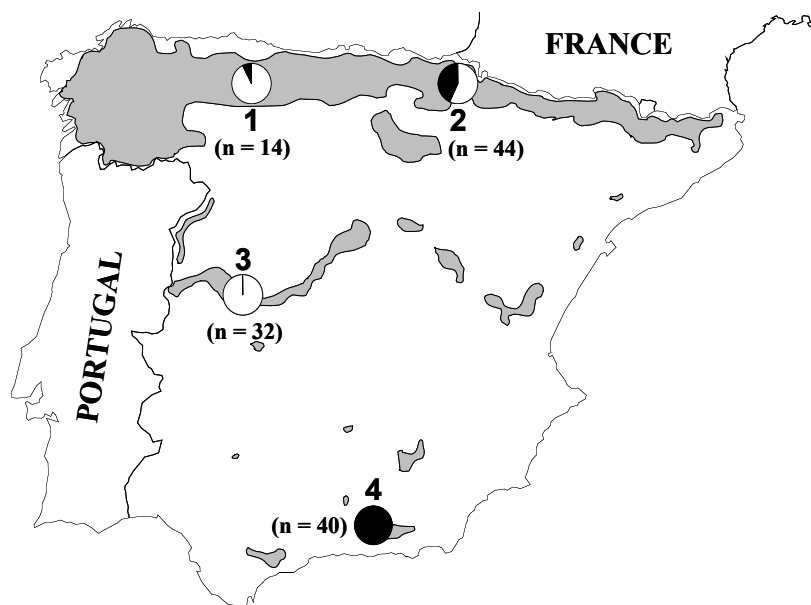 FRANCE
1
(n = 14)
2
(n = 44)
PORTUGAL
3
(n = 32)
4
(n = 40)